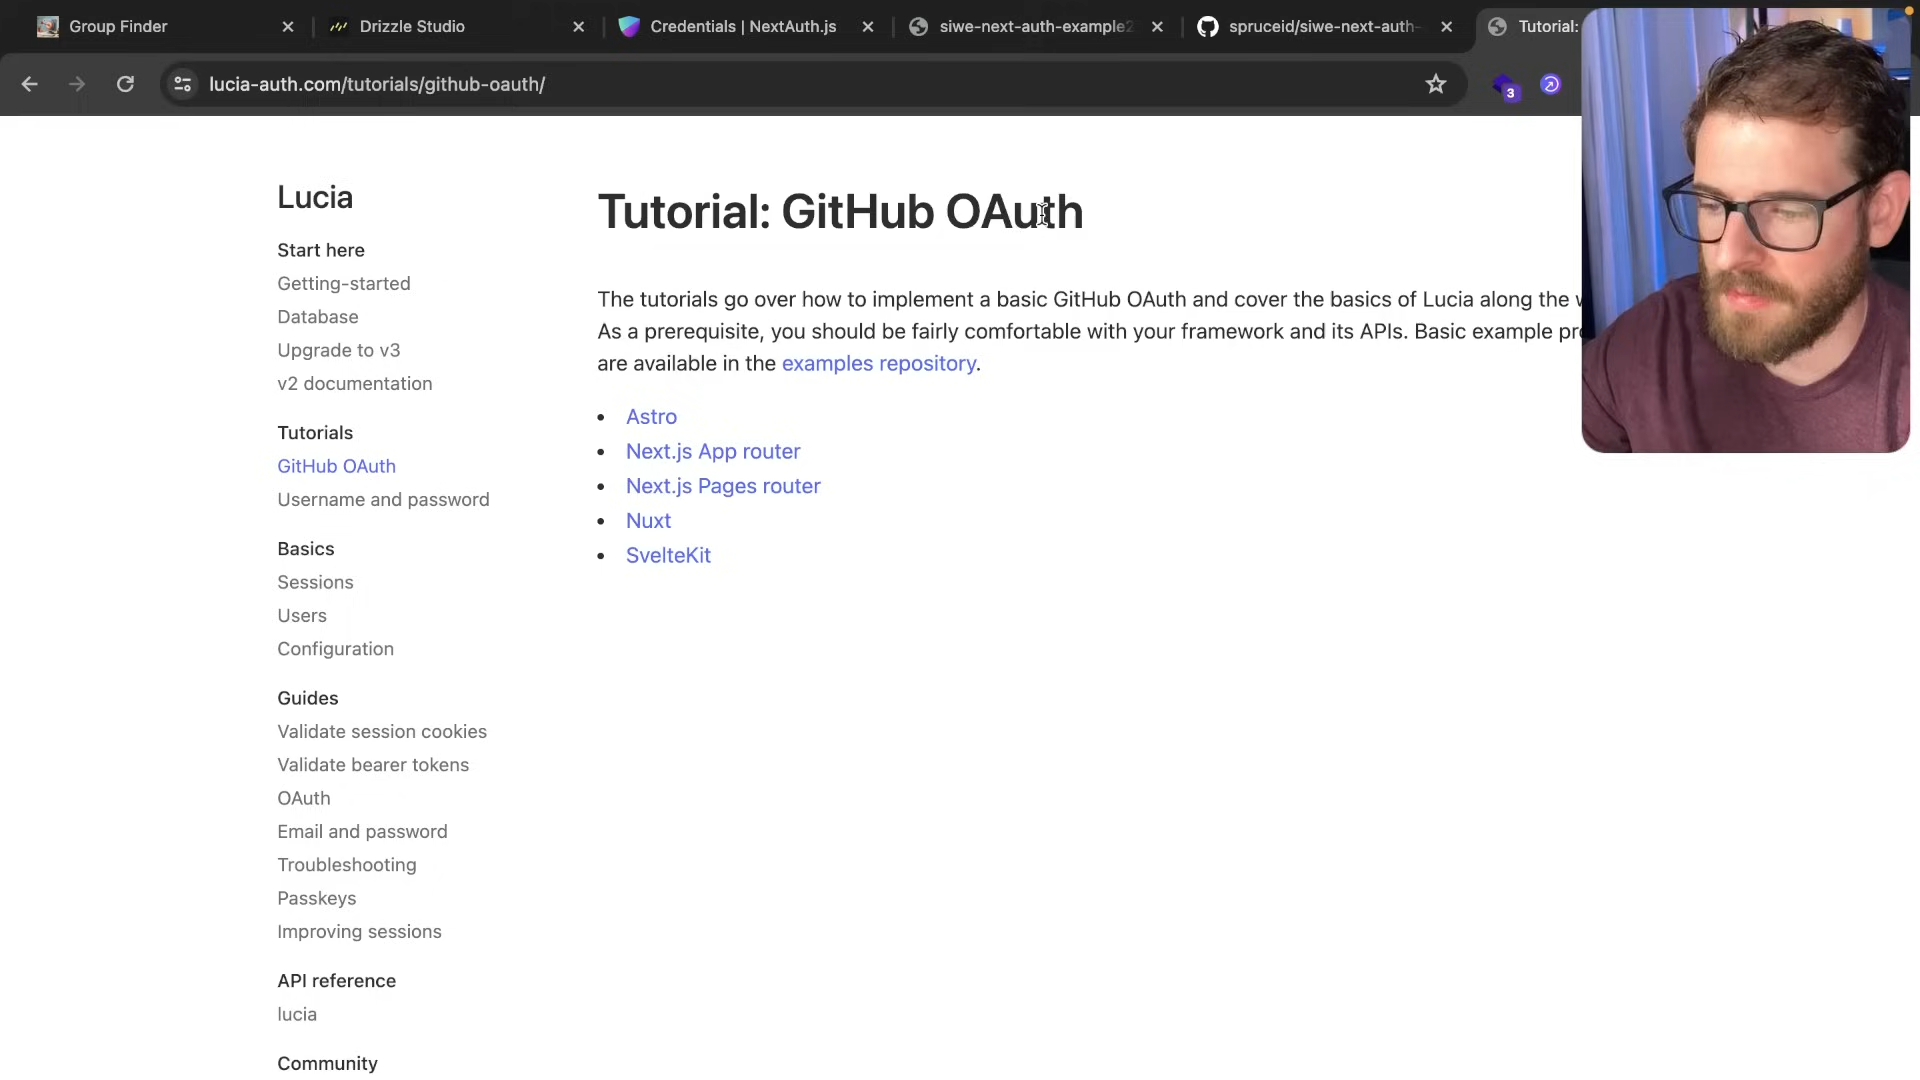 Group Finder
Drizzle Studio
Credentials | NextAuth.js
siwe-next-auth-example2
spruceid/siwe-next-auth-
Tutorial:
lucia-auth.com/tutorials/github-oauth/
3
Lucia
Start here
Getting-started
Database
Upgrade to v3
v2 documentation
Tutorials
GitHub OAuth
Username and password
Basics
Sessions
Users
Configuration
Guides
Validate session cookies
Validate bearer tokens
OAuth
Email and password
Troubleshooting
Passkeys
Improving sessions
API reference
lucia
Community
Tutorial: GitHub OAuth
The tutorials go over how to implement a basic GitHub OAuth and cover the basics of Lucia along the
As a prerequisite, you should be fairly comfortable with your framework and its APIs. Basic example
are available in the examples repository.
• Astro
• Next.js App router
• Next.js Pages router
• Nuxt
• SvelteKit